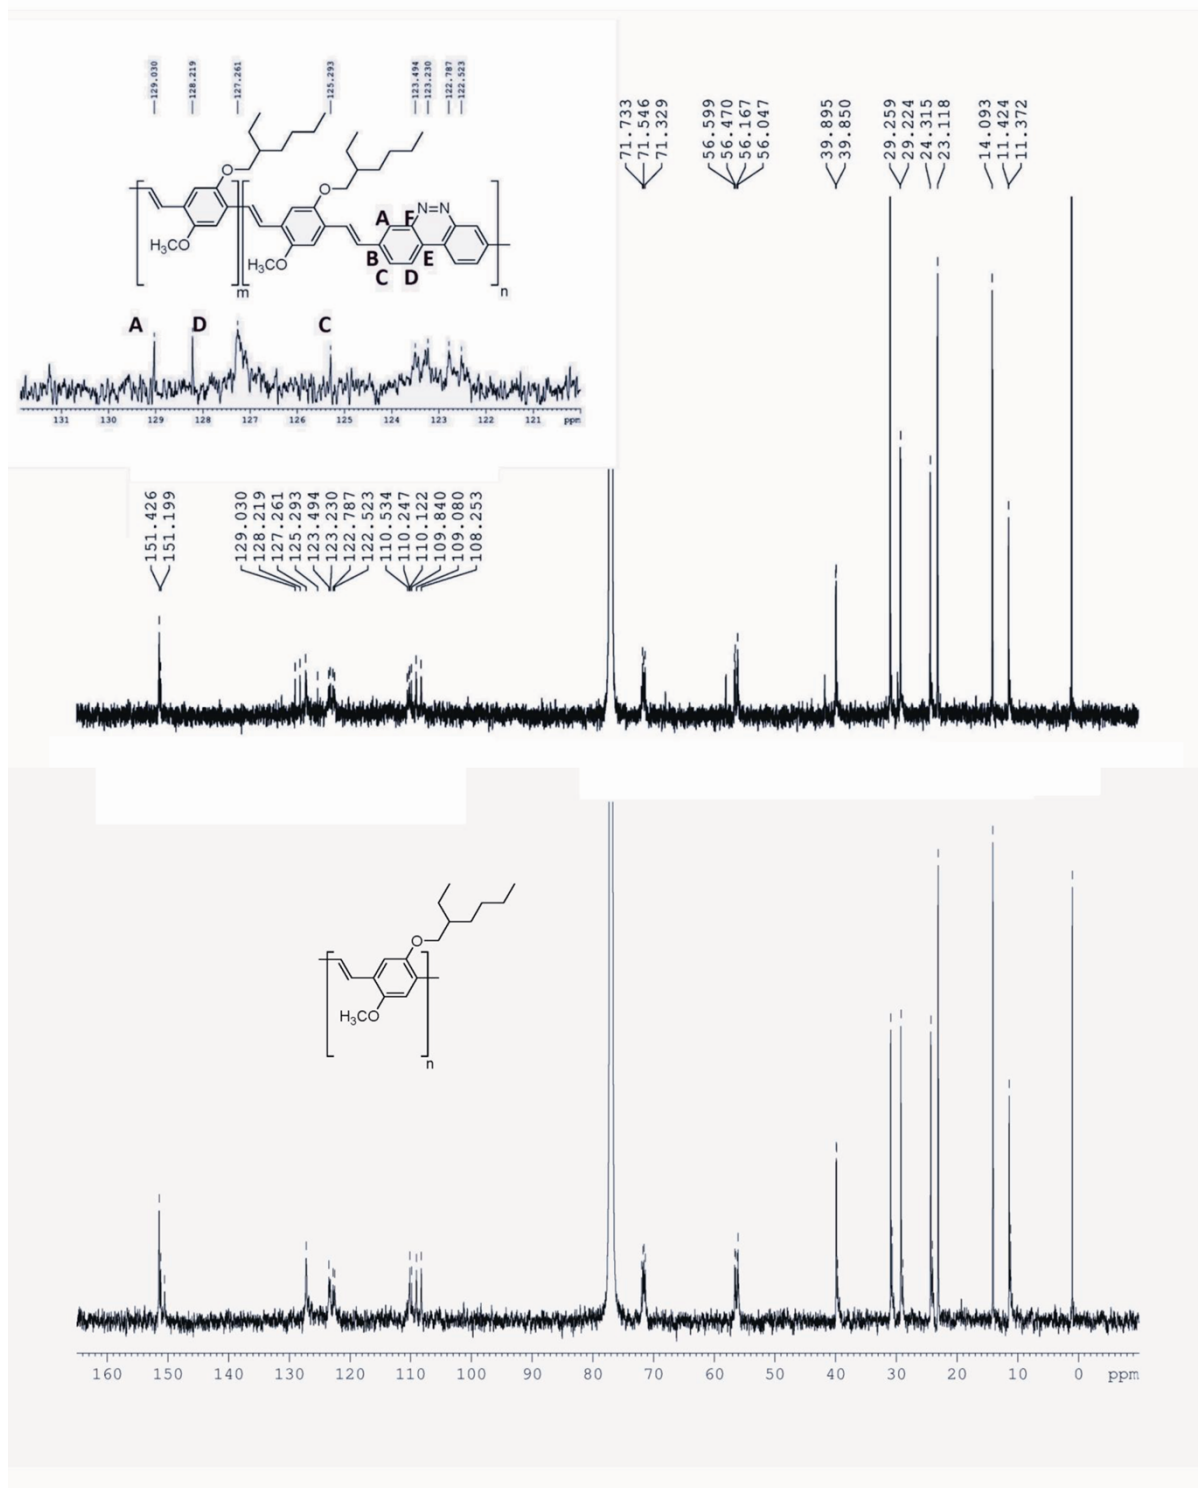 129.030
128.219
127.261
125.293
123.494
123.230
122.787
122.523
O
O
N=N
H₃CO
H₃CO
A
F
B
E
C
D
m
n
A
D
C
131 130 129 128 127 126 125 124 123 122 121 ppm
71.733
71.546
71.329
56.599
56.470
56.167
56.047
39.895
39.850
29.259
29.224
24.315
23.118
14.093
11.424
11.372
151.426
151.199
129.030
128.219
127.261
125.293
123.494
123.230
122.787
122.523
110.534
110.247
110.122
109.840
109.080
108.253
O
H₃CO
n
160 150 140 130 120 110 100 90 80 70 60 50 40 30 20 10 0 ppm